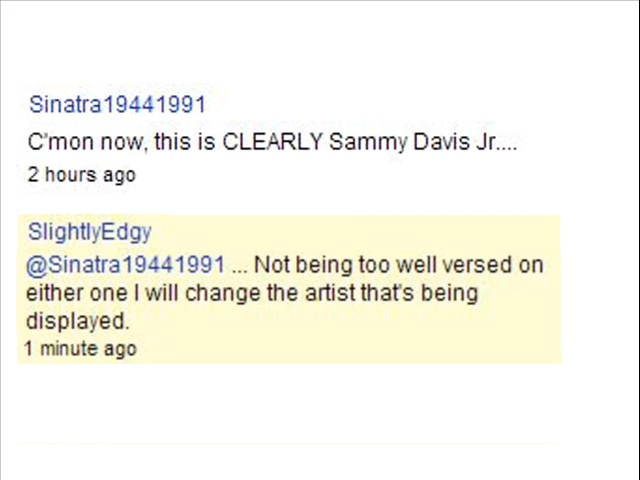 Sinatra19441991
C'mon now, this is CLEARLY Sammy Davis Jr....
2 hours ago
SlightlyEdgy
@Sinatra19441991 ... Not being too well versed on
either one I will change the artist that's being
displayed.
1 minute ago